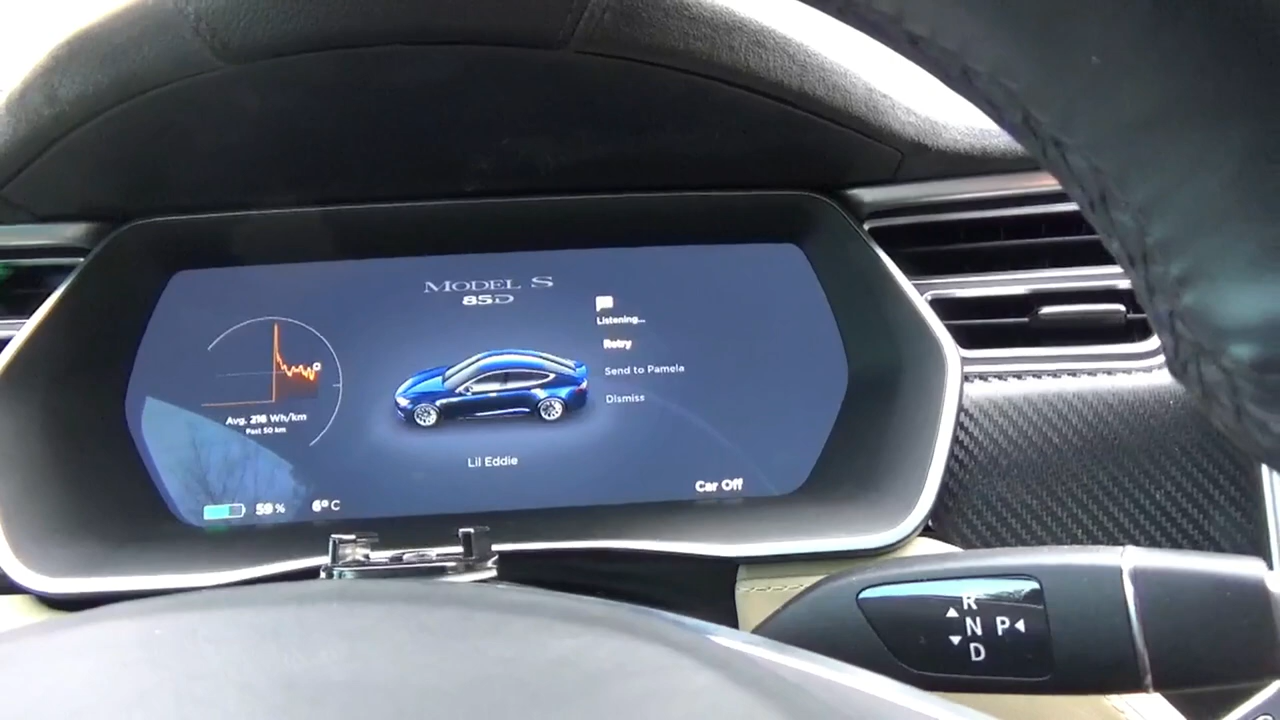 MODEL S
85D
Listening...
Retry
Send to Pamela
Dismiss
Avg. 218 Wh/km
Past 50 km
Lil Eddie
Car Off
59 %
6° C
R
N P
D